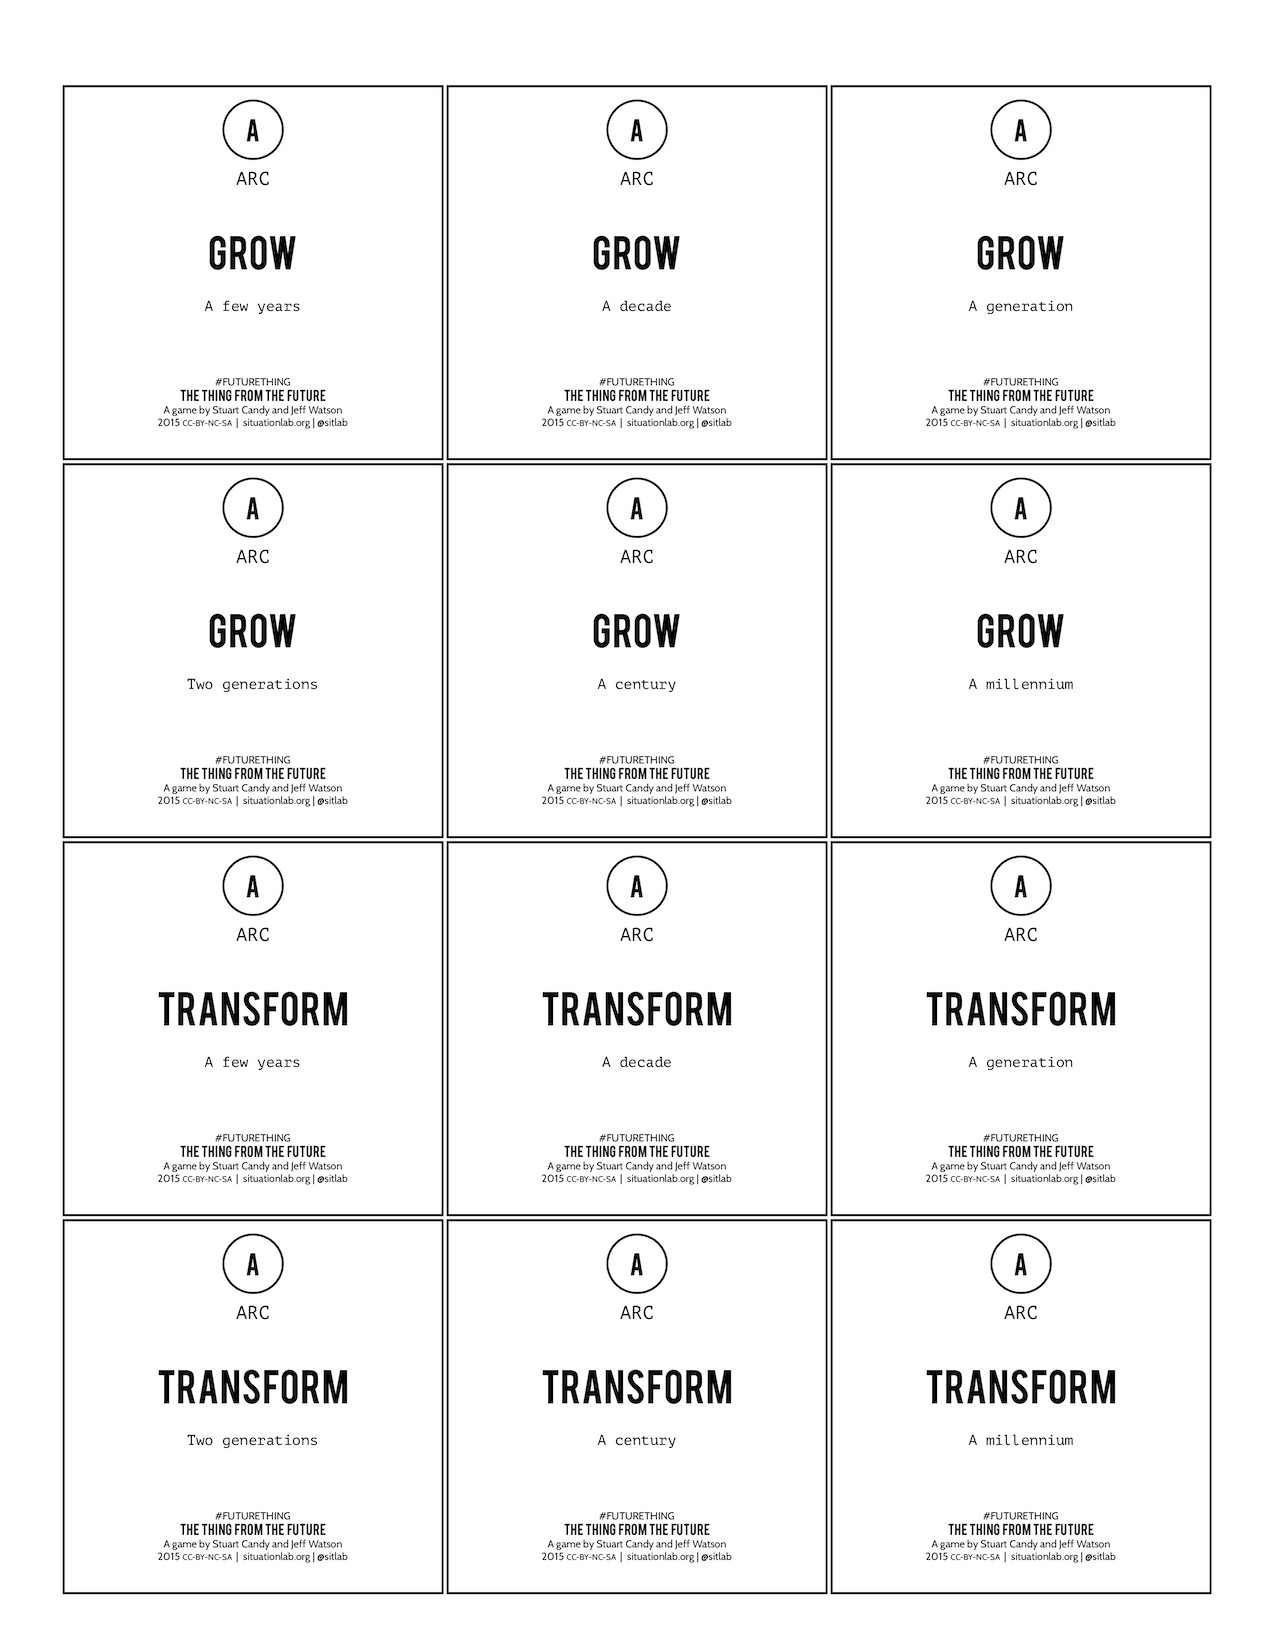 A
ARC
GROW
A few years
#FUTURETHING
THE THING FROM THE FUTURE
A game by Stuart Candy and Jeff Watson
2015 CC-BY-NC-SA | situationlab.org | @sitlab
A
ARC
GROW
A decade
#FUTURETHING
THE THING FROM THE FUTURE
A game by Stuart Candy and Jeff Watson
2015 CC-BY-NC-SA | situationlab.org | @sitlab
A
ARC
GROW
A generation
#FUTURETHING
THE THING FROM THE FUTURE
A game by Stuart Candy and Jeff Watson
2015 CC-BY-NC-SA | situationlab.org | @sitlab
A
ARC
GROW
Two generations
#FUTURETHING
THE THING FROM THE FUTURE
A game by Stuart Candy and Jeff Watson
2015 CC-BY-NC-SA | situationlab.org | @sitlab
A
ARC
GROW
A century
#FUTURETHING
THE THING FROM THE FUTURE
A game by Stuart Candy and Jeff Watson
2015 CC-BY-NC-SA | situationlab.org | @sitlab
A
ARC
GROW
A millennium
#FUTURETHING
THE THING FROM THE FUTURE
A game by Stuart Candy and Jeff Watson
2015 CC-BY-NC-SA | situationlab.org | @sitlab
A
ARC
TRANSFORM
A few years
#FUTURETHING
THE THING FROM THE FUTURE
A game by Stuart Candy and Jeff Watson
2015 CC-BY-NC-SA | situationlab.org | @sitlab
A
ARC
TRANSFORM
A decade
#FUTURETHING
THE THING FROM THE FUTURE
A game by Stuart Candy and Jeff Watson
2015 CC-BY-NC-SA | situationlab.org | @sitlab
A
ARC
TRANSFORM
A generation
#FUTURETHING
THE THING FROM THE FUTURE
A game by Stuart Candy and Jeff Watson
2015 CC-BY-NC-SA | situationlab.org | @sitlab
A
ARC
TRANSFORM
Two generations
#FUTURETHING
THE THING FROM THE FUTURE
A game by Stuart Candy and Jeff Watson
2015 CC-BY-NC-SA | situationlab.org | @sitlab
A
ARC
TRANSFORM
A century
#FUTURETHING
THE THING FROM THE FUTURE
A game by Stuart Candy and Jeff Watson
2015 CC-BY-NC-SA | situationlab.org | @sitlab
A
ARC
TRANSFORM
A millennium
#FUTURETHING
THE THING FROM THE FUTURE
A game by Stuart Candy and Jeff Watson
2015 CC-BY-NC-SA | situationlab.org | @sitlab